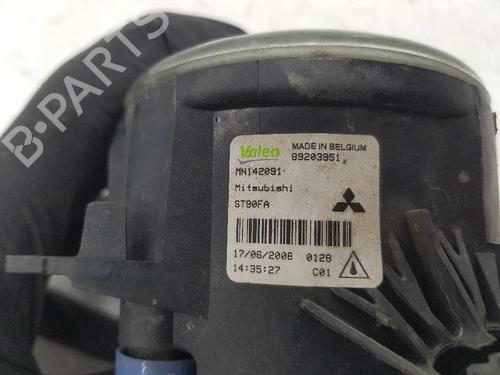 B-PARTS
Valeo
MADE IN BELGIUM
89203951
MN142091
Mitsubishi
ST90FA
17/06/2008 0128
14:35:27 C01